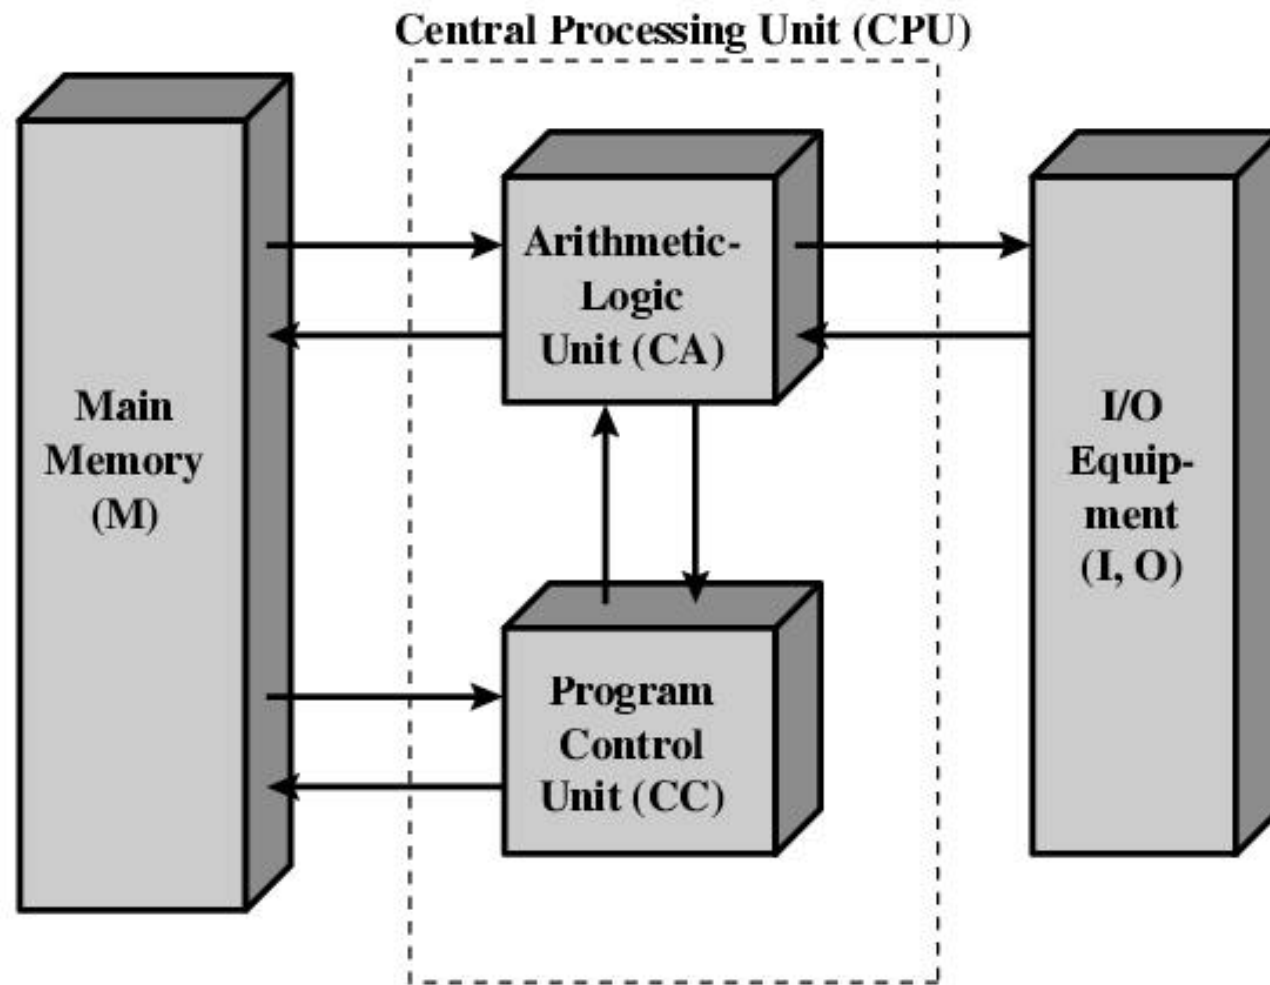 Central Processing Unit (CPU)
Arithmetic-
Logic
Unit (CA)
Main
Memory
(M)
I/O
Equip-
ment
(I, O)
Program
Control
Unit (CC)